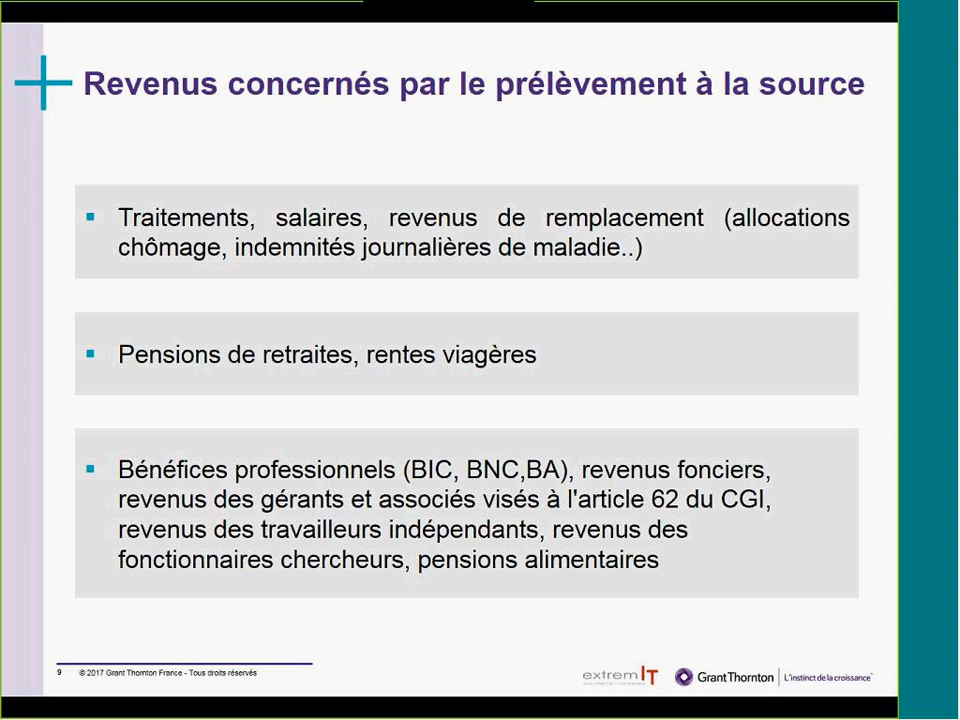 Revenus concernés par le prélèvement à la source
▪ Traitements, salaires, revenus de remplacement (allocations
chômage, indemnités journalières de maladie..)
▪ Pensions de retraites, rentes viagères
▪ Bénéfices professionnels (BIC, BNC,BA), revenus fonciers,
revenus des gérants et associés visés à l'article 62 du CGI,
revenus des travailleurs indépendants, revenus des
fonctionnaires chercheurs, pensions alimentaires
9 © 2017 Grant Thornton France - Tous droits réservés
extremIT
GrantThornton
L'instinct de la croissance